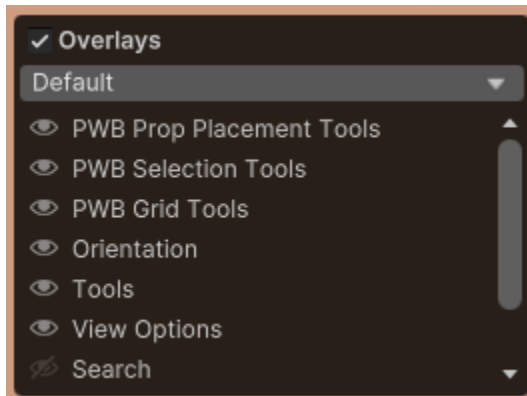 Overlays
Default
PWB Prop Placement Tools
PWB Selection Tools
PWB Grid Tools
Orientation
Tools
View Options
Search